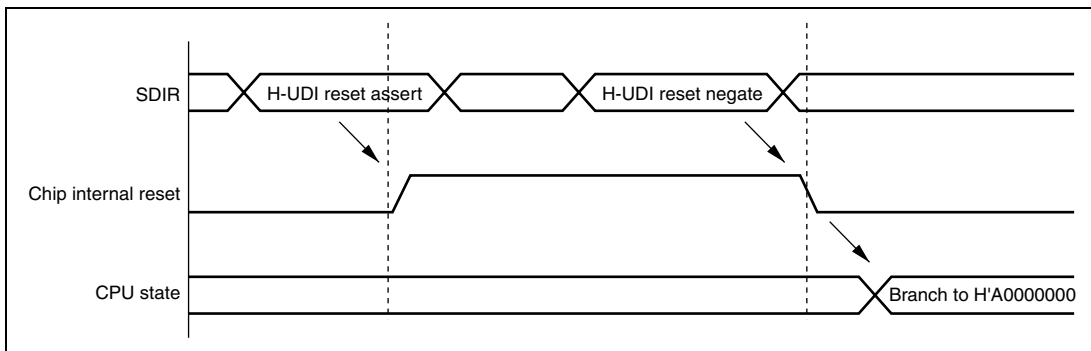 SDIR
H-UDI reset assert
H-UDI reset negate
Chip internal reset
CPU state
Branch to H'A0000000